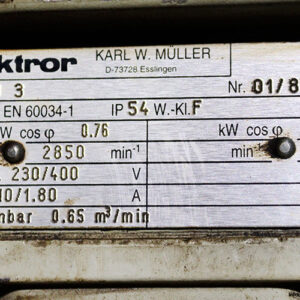 ktror KARL W. MÜLLER
D-73728 Esslingen
3 Nr. 01/8
EN 60034-1 IP 54 W.-Kl. F
W cos φ 0.76 kW cos φ
2850 min⁻¹ min⁻¹
230/400 V V
10/1.80 A A
mbar 0.65 m³/min